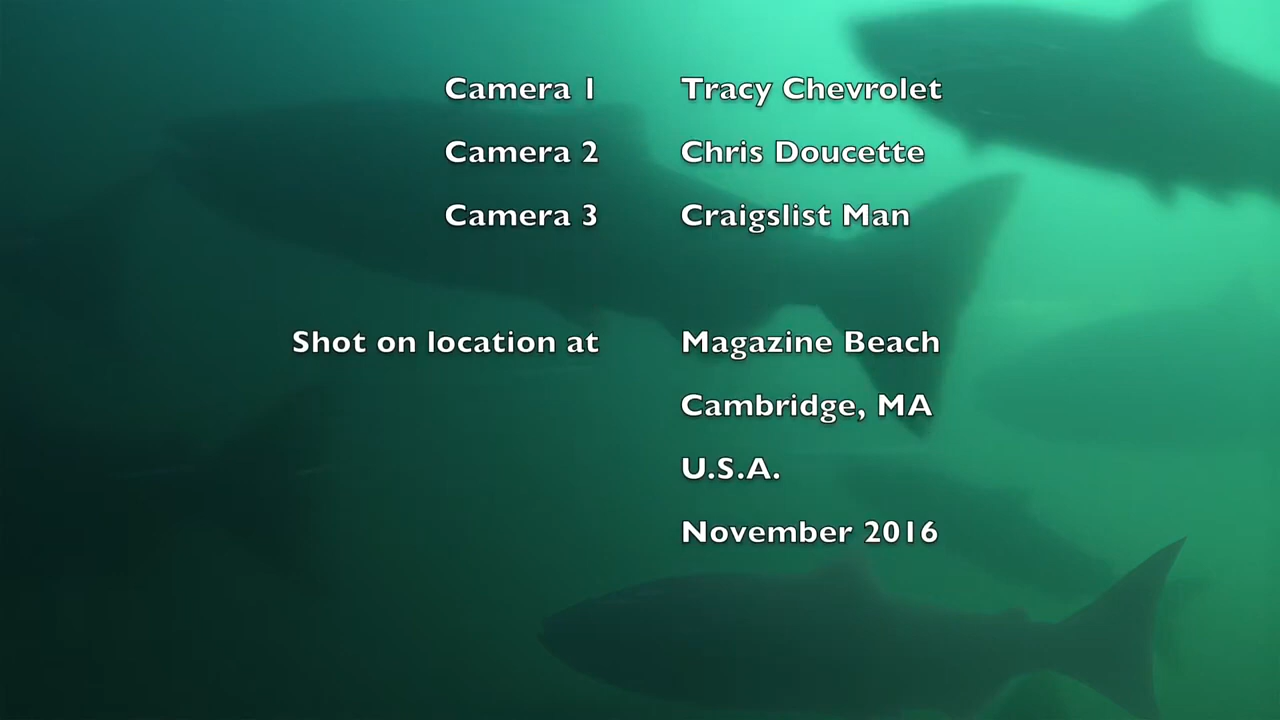 Camera 1 Tracy Chevrolet
Camera 2 Chris Doucette
Camera 3 Craigslist Man
Shot on location at Magazine Beach
Cambridge, MA
U.S.A.
November 2016